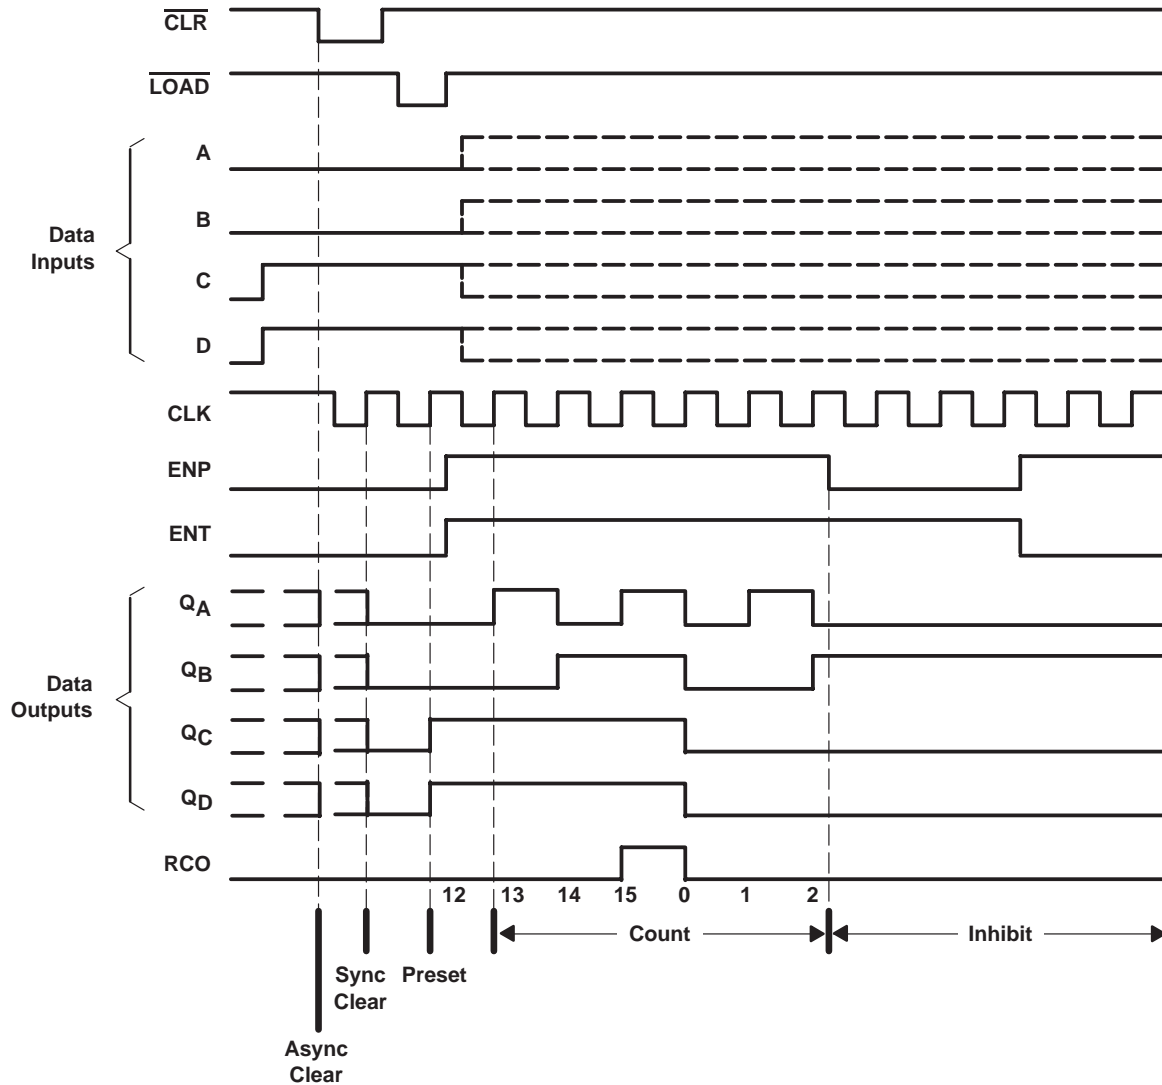 CLR
LOAD
A
B
Data
Inputs
C
D
CLK
ENP
ENT
QA
QB
Data
Outputs
QC
QD
RCO
12 13 14 15 0 1 2
Count Inhibit
Sync Preset
Clear
Async
Clear